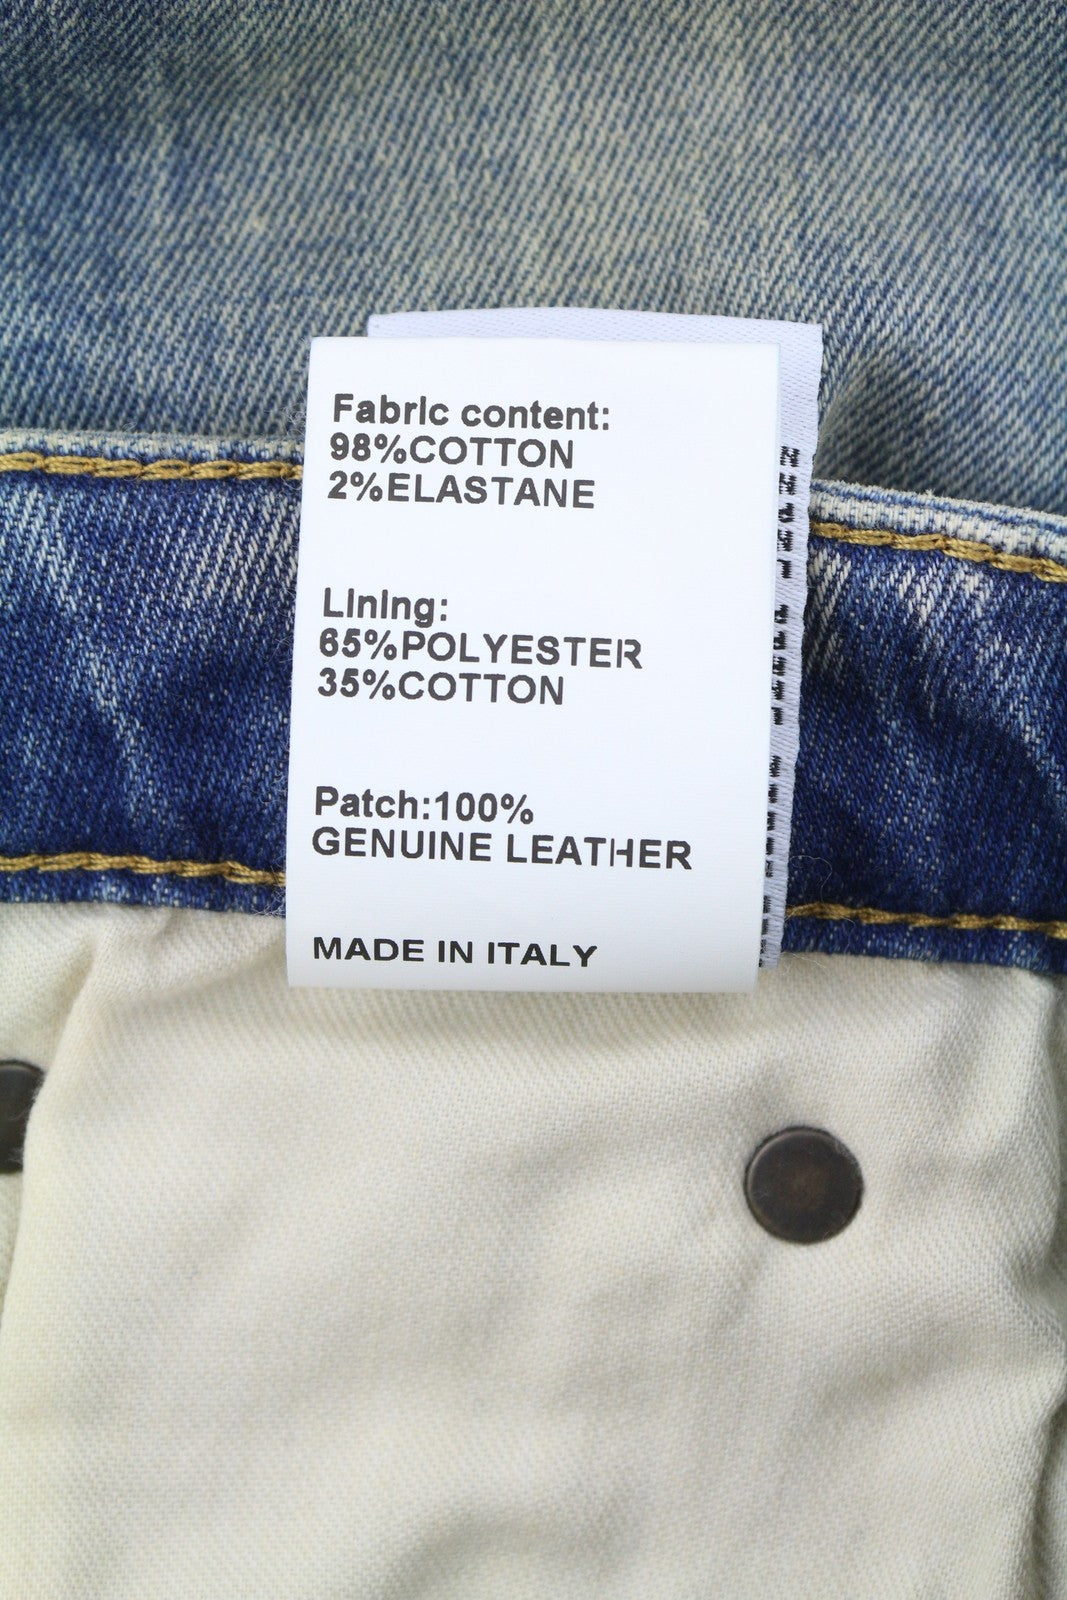 Fabric content:
98%COTTON
2%ELASTANE
Lining:
65%POLYESTER
35%COTTON
Patch:100%
GENUINE LEATHER
MADE IN ITALY